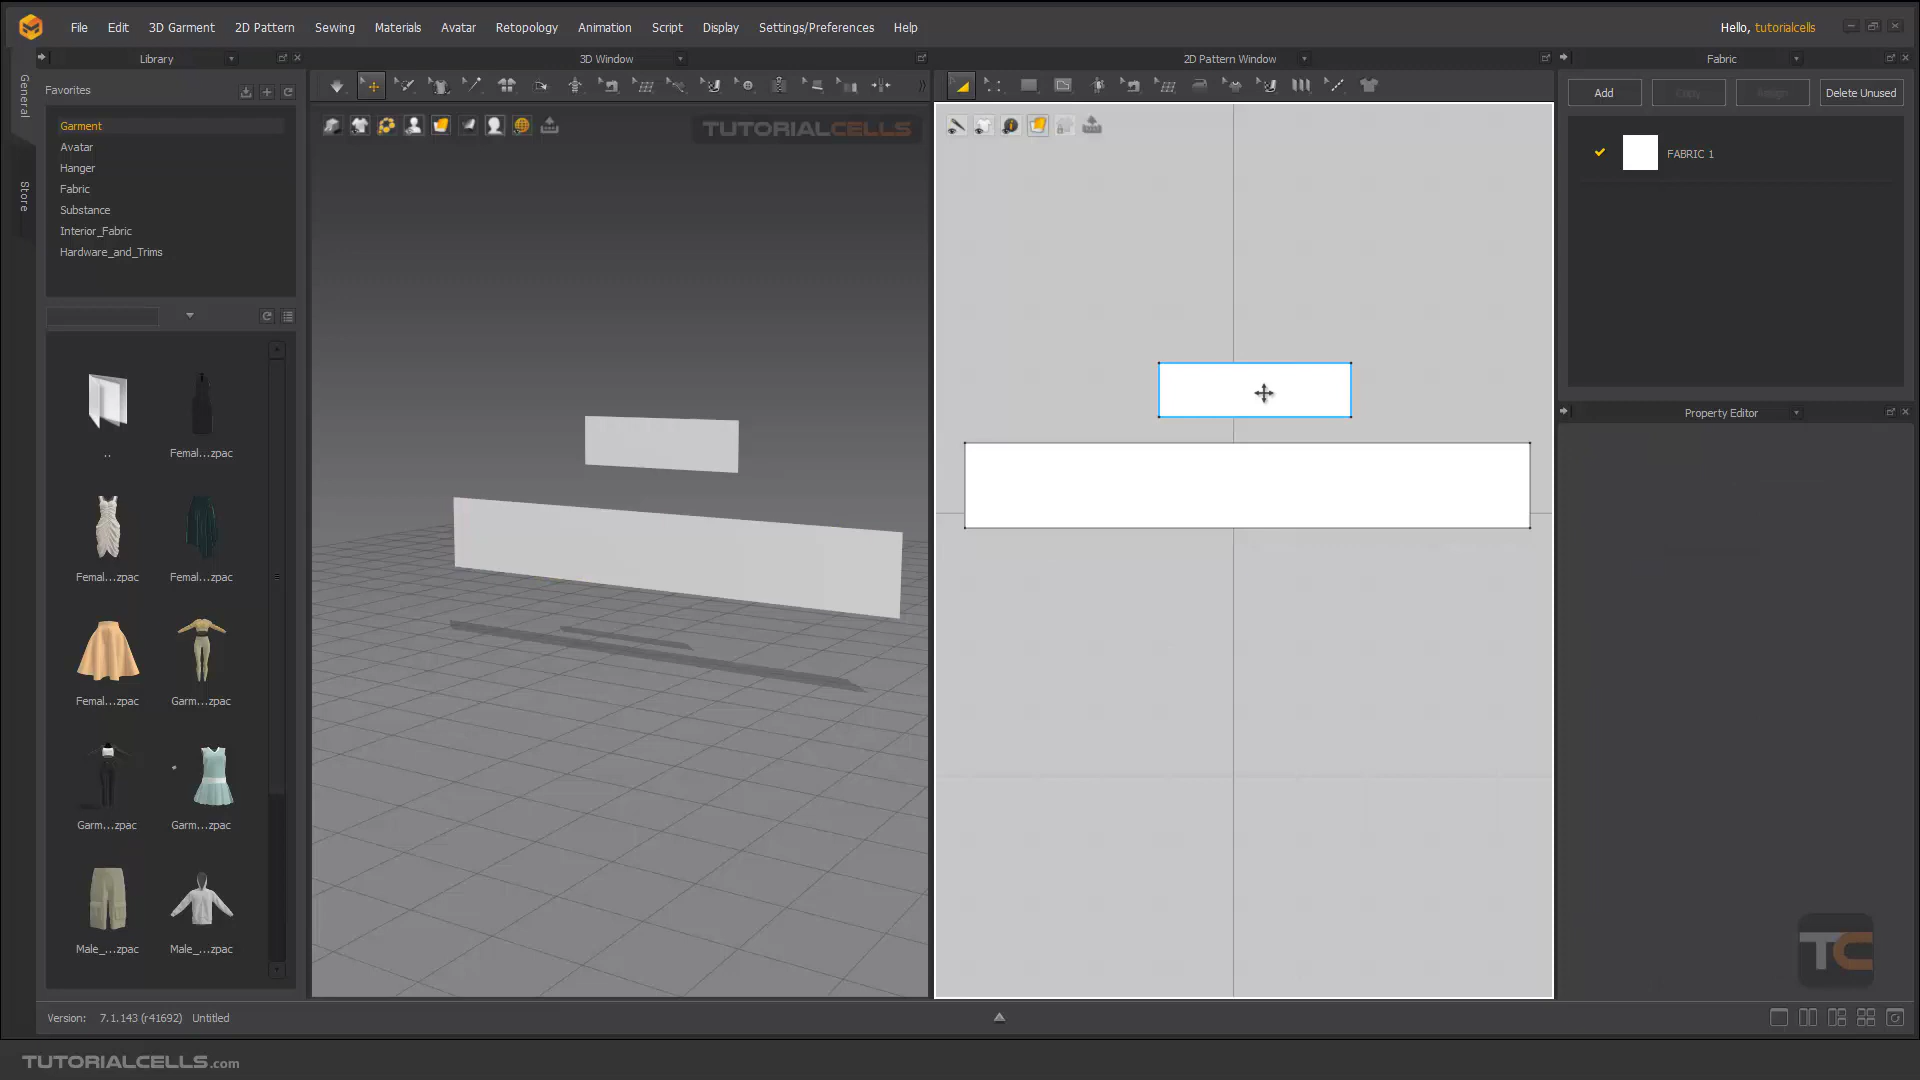 File Edit 3D Garment 2D Pattern Sewing Materials Avatar Retopology Animation Script Display Settings/Preferences Help Hello, tutorialcells
Library 3D Window 2D Pattern Window Fabric
General
Store
Favorites
Garment
Avatar
Hanger
Fabric
Substance
Interior_Fabric
Hardware_and_Trims
..
Femal...zpac
Femal...zpac
Femal...zpac
Femal...zpac
Garm...zpac
Garm...zpac
Garm...zpac
Male_...zpac
Male_...zpac
TUTORIALCELLS
Add Copy Assign Delete Unused
FABRIC 1
Property Editor
TC
Version: 7.1.143 (r41692) Untitled
TUTORIALCELLS.com